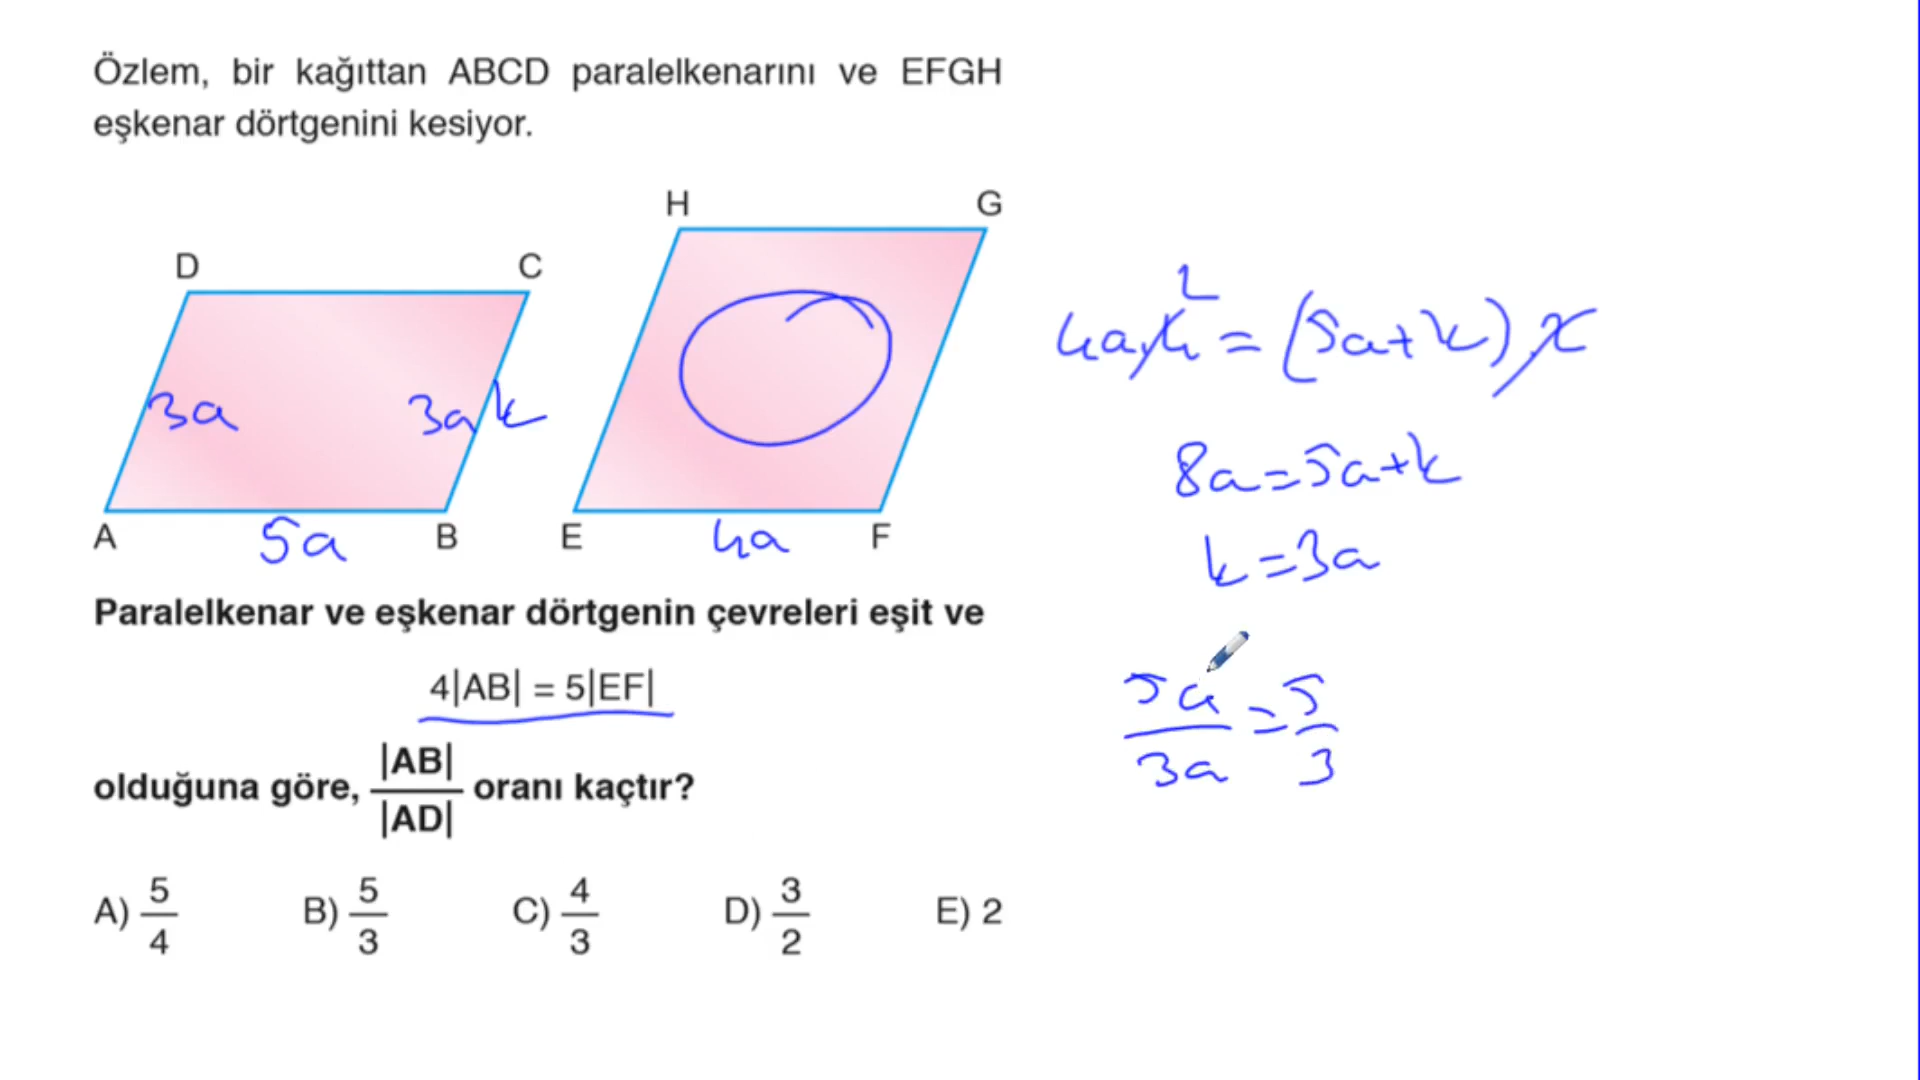 Özlem, bir kağıttan ABCD paralelkenarını ve EFGH
eşkenar dörtgenini kesiyor.
H G
D C
3a 3a k
A 5a B E 4a F
Paralelkenar ve eşkenar dörtgenin çevreleri eşit ve
4|AB| = 5|EF|
olduğuna göre, |AB| / |AD| oranı kaçtır?
A) 5/4 B) 5/3 C) 4/3 D) 3/2 E) 2
2
4a.4 = (5a+k) 2
8a=5a+k
k=3a
5a/3a = 5/3